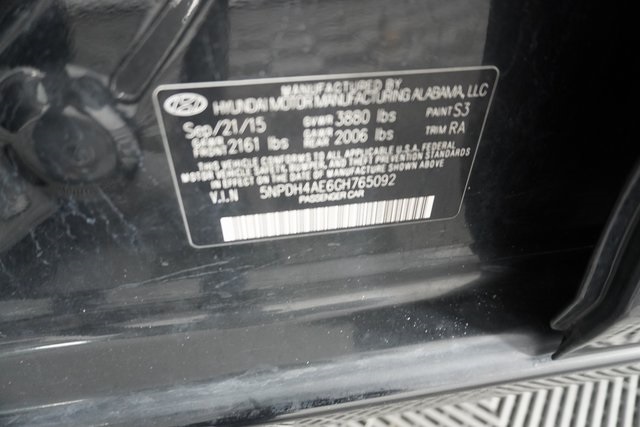 MANUFACTURED BY
HYUNDAI MOTOR MANUFACTURING ALABAMA, LLC
Sep/21/15 GVWR 3880 lbs PAINT S3
GAWR FRONT 2161 lbs GAWR REAR 2006 lbs TRIM RA
THIS VEHICLE CONFORMS TO ALL APPLICABLE U.S.A. FEDERAL
MOTOR VEHICLE SAFETY, BUMPER, AND THEFT PREVENTION STANDARDS
IN EFFECT ON THE DATE OF MANUFACTURE SHOWN ABOVE.
V.I.N 5NPDH4AE6GH765092
PASSENGER CAR